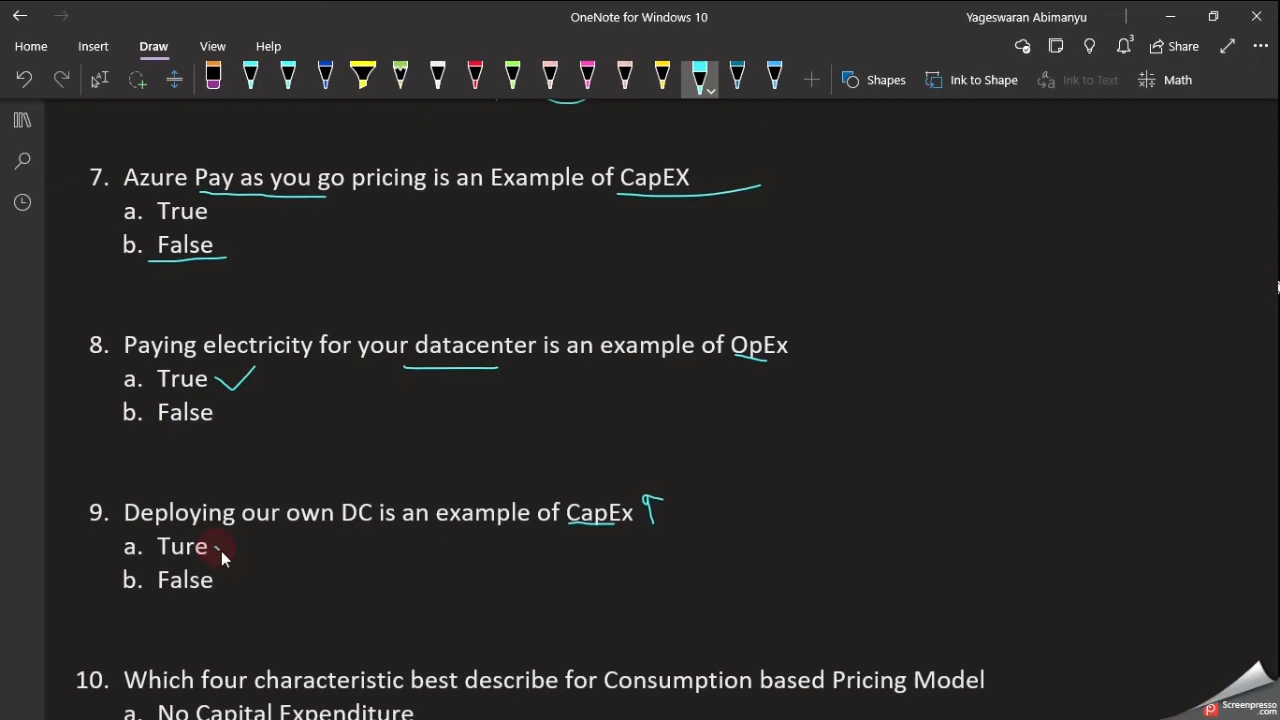 OneNote for Windows 10
Yageswaran Abimanyu
Home Insert Draw View Help
3
Share
Shapes
Ink to Shape
Ink to Text
Math
7. Azure Pay as you go pricing is an Example of CapEX
a. True
b. False
8. Paying electricity for your datacenter is an example of OpEx
a. True
b. False
9. Deploying our own DC is an example of CapEx
a. Ture
b. False
10. Which four characteristic best describe for Consumption based Pricing Model
a. No Capital Expenditure
Screenpresso
.com